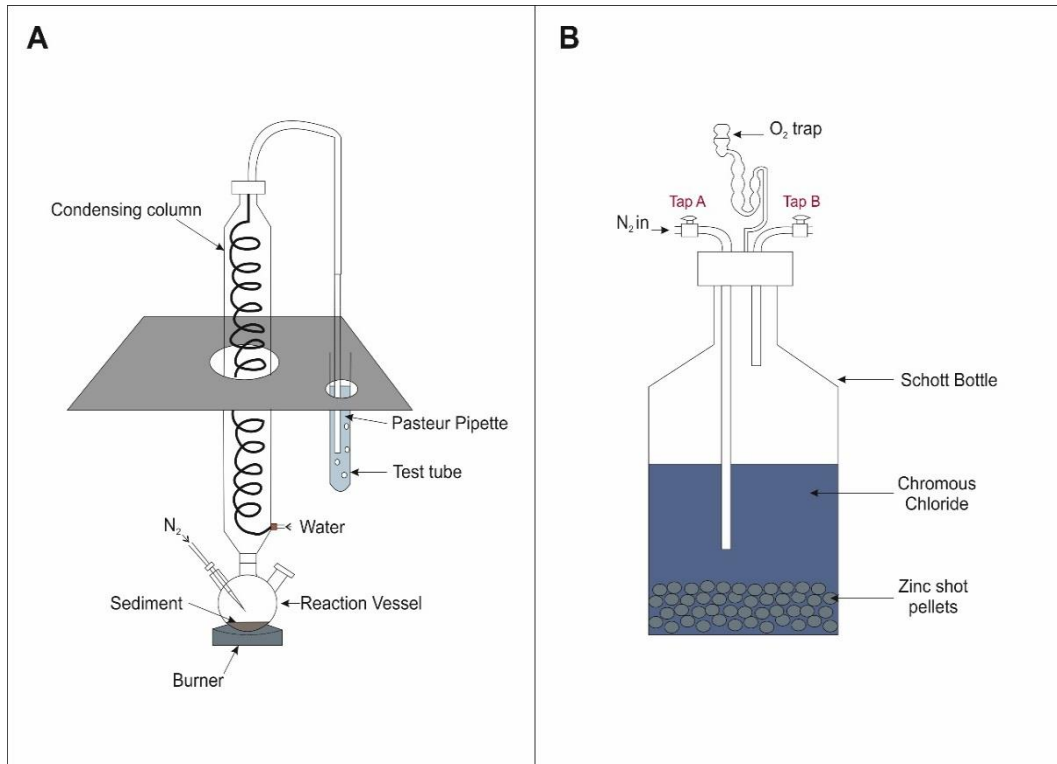 A
Condensing column
Pasteur Pipette
Test tube
Water
N₂
Sediment
Reaction Vessel
Burner
B
O₂ trap
Tap A
Tap B
N₂ in
Schott Bottle
Chromous
Chloride
Zinc shot
pellets